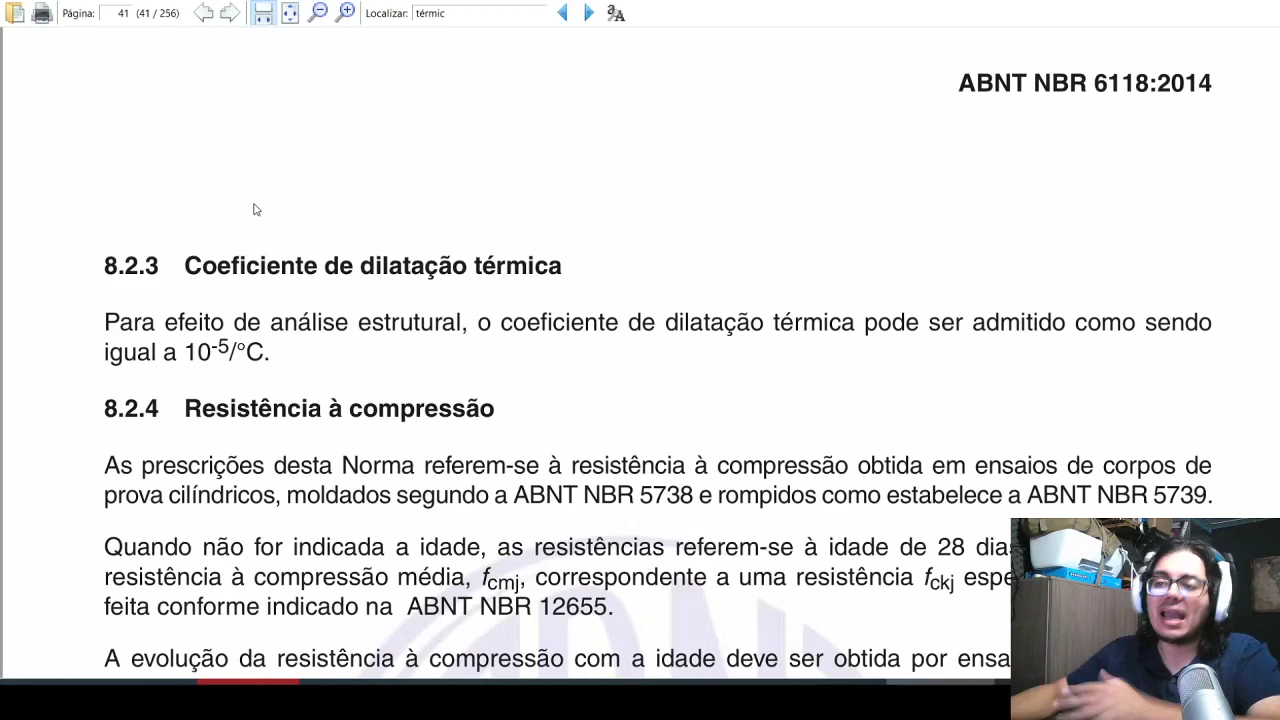 Página: 41 (41 / 256) Localizar: térmic
ABNT NBR 6118:2014
8.2.3 Coeficiente de dilatação térmica
Para efeito de análise estrutural, o coeficiente de dilatação térmica pode ser admitido como sendo
igual a 10-5/°C.
8.2.4 Resistência à compressão
As prescrições desta Norma referem-se à resistência à compressão obtida em ensaios de corpos de
prova cilíndricos, moldados segundo a ABNT NBR 5738 e rompidos como estabelece a ABNT NBR 5739.
Quando não for indicada a idade, as resistências referem-se à idade de 28 dia
resistência à compressão média, fcmj, correspondente a uma resistência fckj espe
feita conforme indicado na ABNT NBR 12655.
A evolução da resistência à compressão com a idade deve ser obtida por ensa